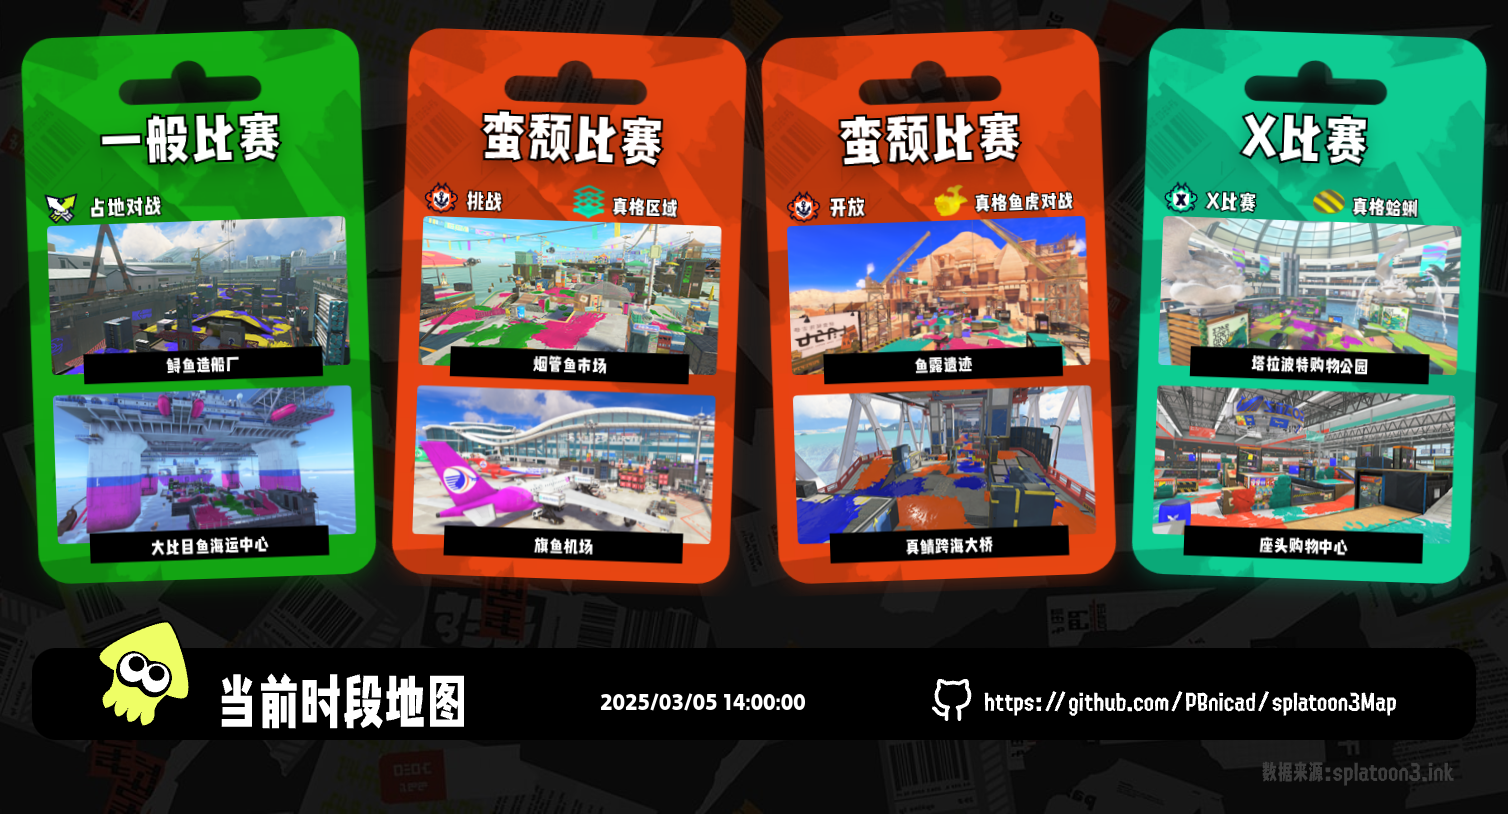 一般比赛
占地对战
鲟鱼造船厂
大比目鱼海运中心
蛮颓比赛
挑战
真格区域
烟管鱼市场
旗鱼机场
蛮颓比赛
开放
真格鱼虎对战
鱼露遗迹
真鲭跨海大桥
X比赛
X比赛
真格蛤蜊
塔拉波特购物公园
座头购物中心
当前时段地图
2025/03/05 14:00:00
https://github.com/PBnicad/splatoon3Map
数据来源:splatoon3.ink